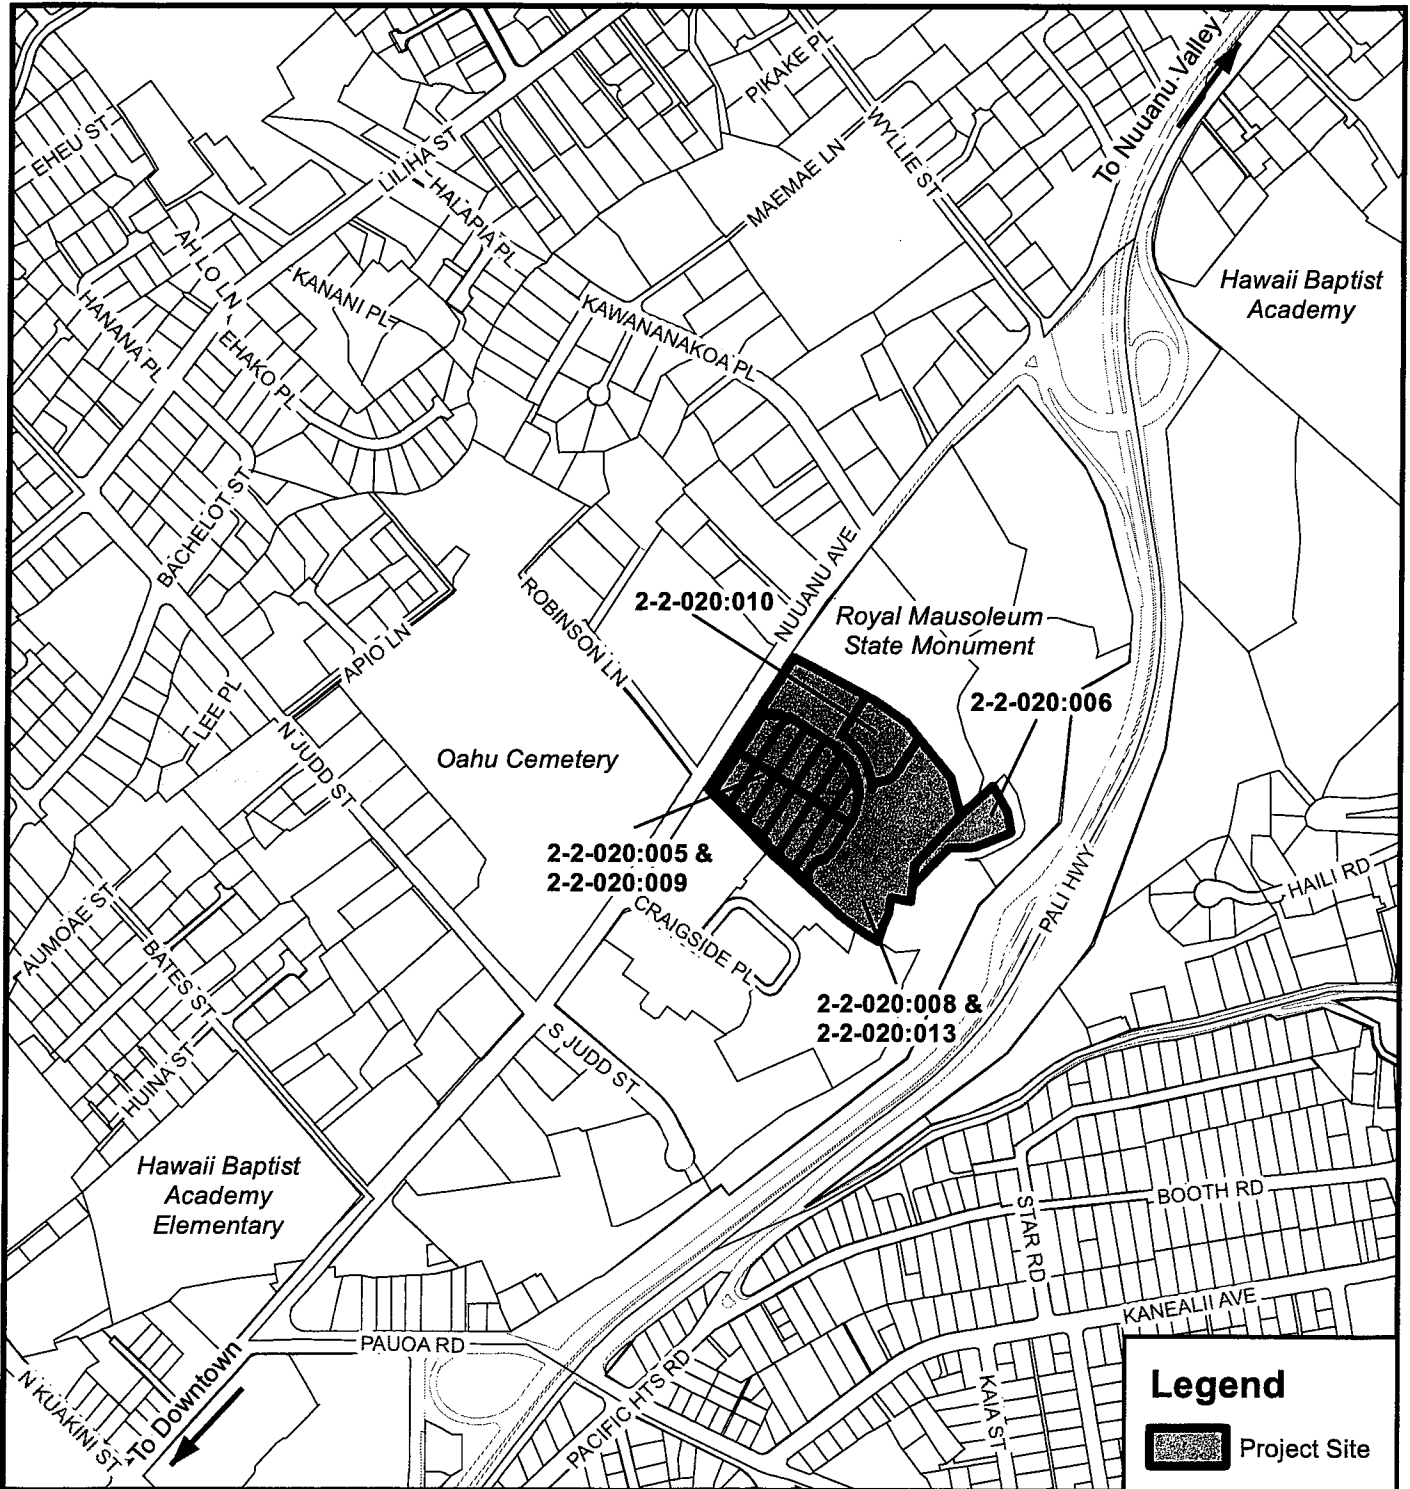 PIKAKE PL
To Nuuanu Valley
EHEU ST
LILIHA ST
WYLLIE ST
MAEMAE LN
HALAPIA PL
AH LO LN
KANANI PL
HANANA PL
EHAKO PL
KAWANANAKOA PL
Hawaii Baptist
Academy
BACHELOT ST
NUUANU AVE
ROBINSON LN
2-2-020:010
Royal Mausoleum
State Monument
APIO LN
LEE PL
2-2-020:006
N JUDD ST
Oahu Cemetery
2-2-020:005 &
2-2-020:009
PALI HWY
HAILI RD
AUMOAE ST
BATES ST
CRAIGSIDE PL
2-2-020:008 &
2-2-020:013
S JUDD ST
HUINA ST
Hawaii Baptist
Academy
Elementary
BOOTH RD
STAR RD
KANEALII AVE
PAUOA RD
PACIFIC HTS RD
KAIA ST
N KUAKINI ST
To Downtown
Legend
Project Site